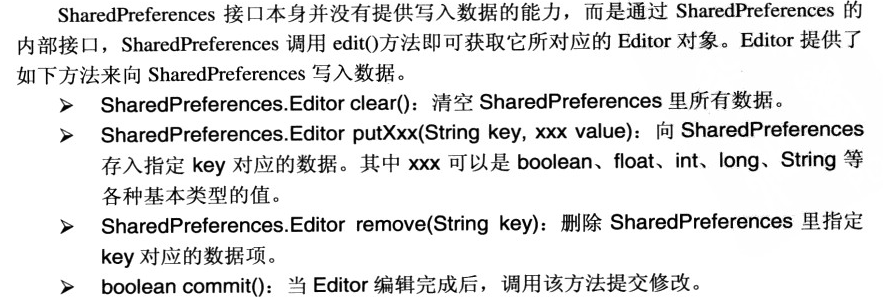 SharedPreferences 接口本身并没有提供写入数据的能力，而是通过 SharedPreferences 的
内部接口，SharedPreferences 调用 edit()方法即可获取它所对应的 Editor 对象。Editor 提供了
如下方法来向 SharedPreferences 写入数据。
➢ SharedPreferences.Editor clear()：清空 SharedPreferences 里所有数据。
➢ SharedPreferences.Editor putXxx(String key, xxx value)：向 SharedPreferences
存入指定 key 对应的数据。其中 xxx 可以是 boolean、float、int、long、String 等
各种基本类型的值。
➢ SharedPreferences.Editor remove(String key)：删除 SharedPreferences 里指定
key 对应的数据项。
➢ boolean commit()：当 Editor 编辑完成后，调用该方法提交修改。